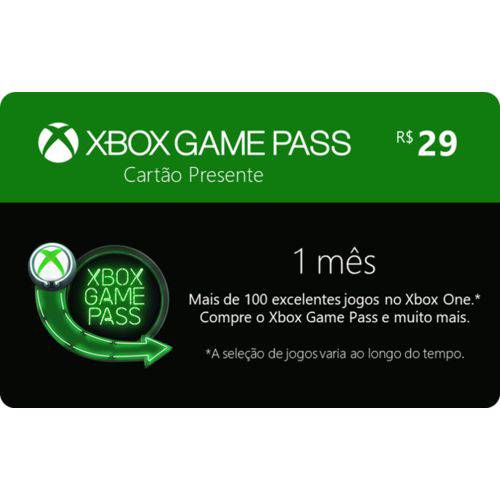 XBOX GAME PASS
R$ 29
Cartão Presente
XBOX
GAME
PASS
1 mês
Mais de 100 excelentes jogos no Xbox One.*
Compre o Xbox Game Pass e muito mais.
*A seleção de jogos varia ao longo do tempo.